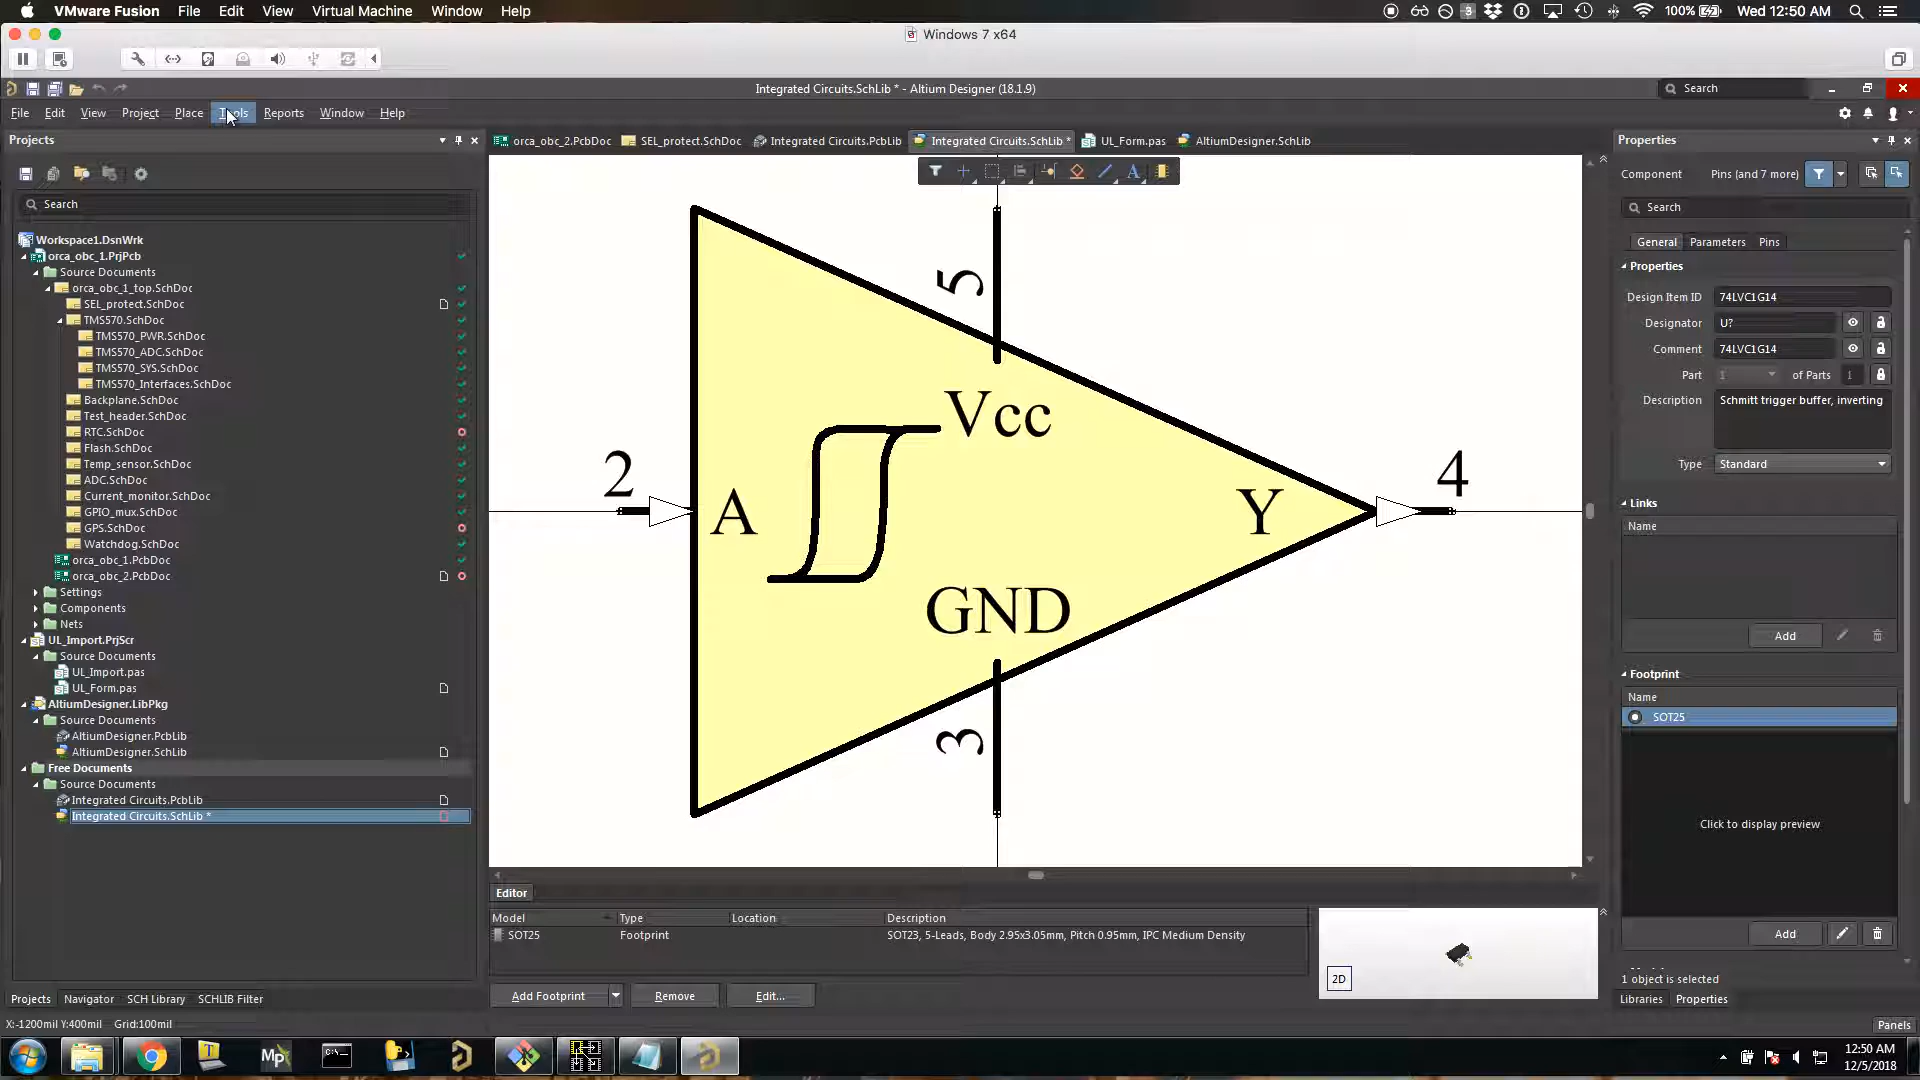 VMware Fusion File Edit View Virtual Machine Window Help 100% Wed 12:50 AM
Windows 7 x64
Integrated Circuits.SchLib * - Altium Designer (18.1.9) Search
File Edit View Project Place Tools Reports Window Help
Projects
orca_obc_2.PcbDoc SEL_protect.SchDoc Integrated Circuits.PcbLib Integrated Circuits.SchLib * UL_Form.pas AltiumDesigner.SchLib
Search
Workspace1.DsnWrk
orca_obc_1.PrjPcb
Source Documents
orca_obc_1_top.SchDoc
SEL_protect.SchDoc
TMS570.SchDoc
TMS570_PWR.SchDoc
TMS570_ADC.SchDoc
TMS570_SYS.SchDoc
TMS570_Interfaces.SchDoc
Backplane.SchDoc
Test_header.SchDoc
RTC.SchDoc
Flash.SchDoc
Temp_sensor.SchDoc
ADC.SchDoc
Current_monitor.SchDoc
GPIO_mux.SchDoc
GPS.SchDoc
Watchdog.SchDoc
orca_obc_1.PcbDoc
orca_obc_2.PcbDoc
Settings
Components
Nets
UL_Import.PrjScr
Source Documents
UL_Import.pas
UL_Form.pas
AltiumDesigner.LibPkg
Source Documents
AltiumDesigner.PcbLib
AltiumDesigner.SchLib
Free Documents
Source Documents
Integrated Circuits.PcbLib
Integrated Circuits.SchLib *
Projects Navigator SCH Library SCHLIB Filter
X:-1200mil Y:400mil Grid:100mil
5
Vcc
2
A
Y
4
GND
3
Editor
Model Type Location Description
SOT25 Footprint SOT23, 5-Leads, Body 2.95x3.05mm, Pitch 0.95mm, IPC Medium Density
2D
Add Footprint Remove Edit...
Properties
Component Pins (and 7 more)
Search
General Parameters Pins
Properties
Design Item ID 74LVC1G14
Designator U?
Comment 74LVC1G14
Part 1 of Parts 1
Description Schmitt trigger buffer, inverting
Type Standard
Links
Name
Add
Footprint
Name
SOT25
Click to display preview
Add
1 object is selected
Libraries Properties
Panels
12:50 AM
12/5/2018